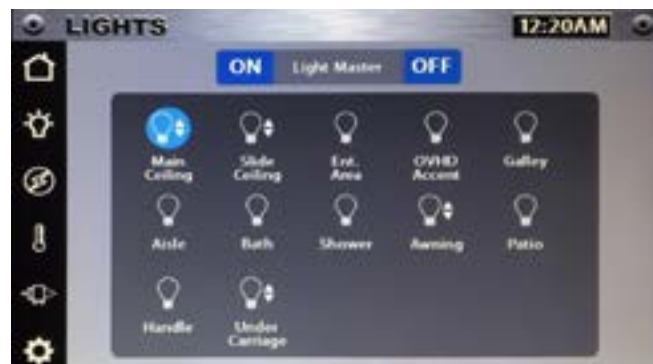 LIGHTS 12:20AM
ON Light Master OFF
Main Ceiling
Slide Ceiling
Ent. Area
OVHD Accent
Galley
Aisle
Bath
Shower
Awning
Patio
Handle
Under Carriage